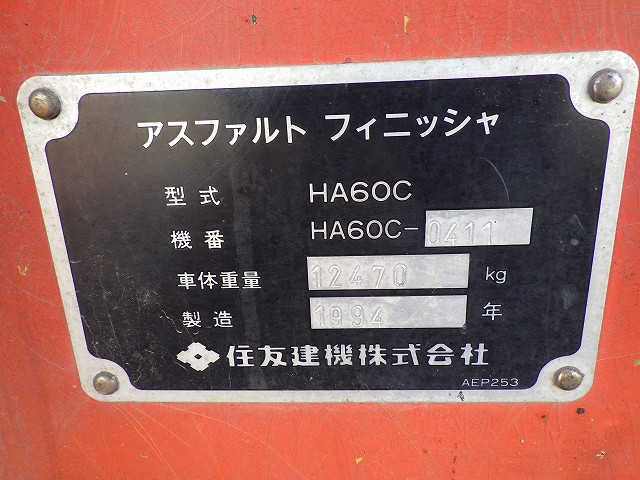 アスファルト フィニッシャ
型式 HA60C
機番 HA60C-0411
車体重量 12470 kg
製造 1994 年
住友建機株式会社
AEP253